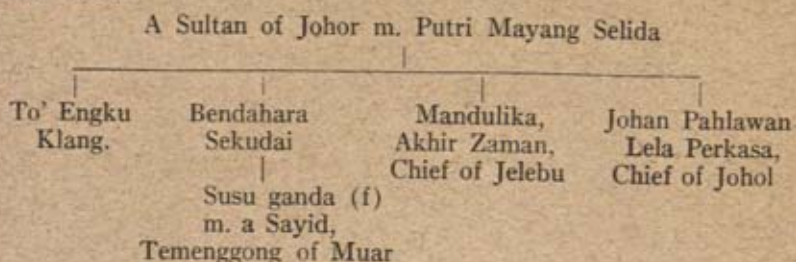 A Sultan of Johor m. Putri Mayang Selida
To' Engku
Klang.
Bendahara
Sekudai
Susu ganda (f)
m. a Sayid,
Temenggong of Muar
Mandulika,
Akhir Zaman,
Chief of Jelebu
Johan Pahlawan
Lela Perkasa,
Chief of Johol